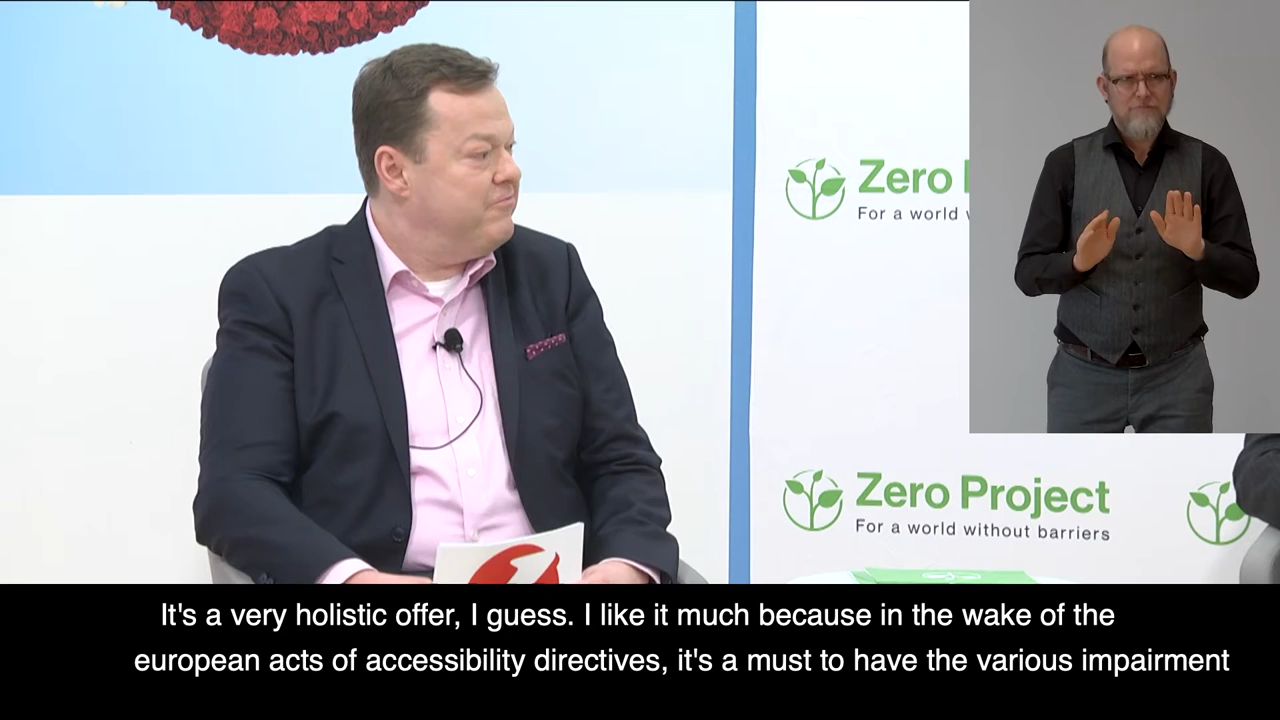 Zero
For a world
Zero Project
For a world without barriers
It's a very holistic offer, I guess. I like it much because in the wake of the
european acts of accessibility directives, it's a must to have the various impairment